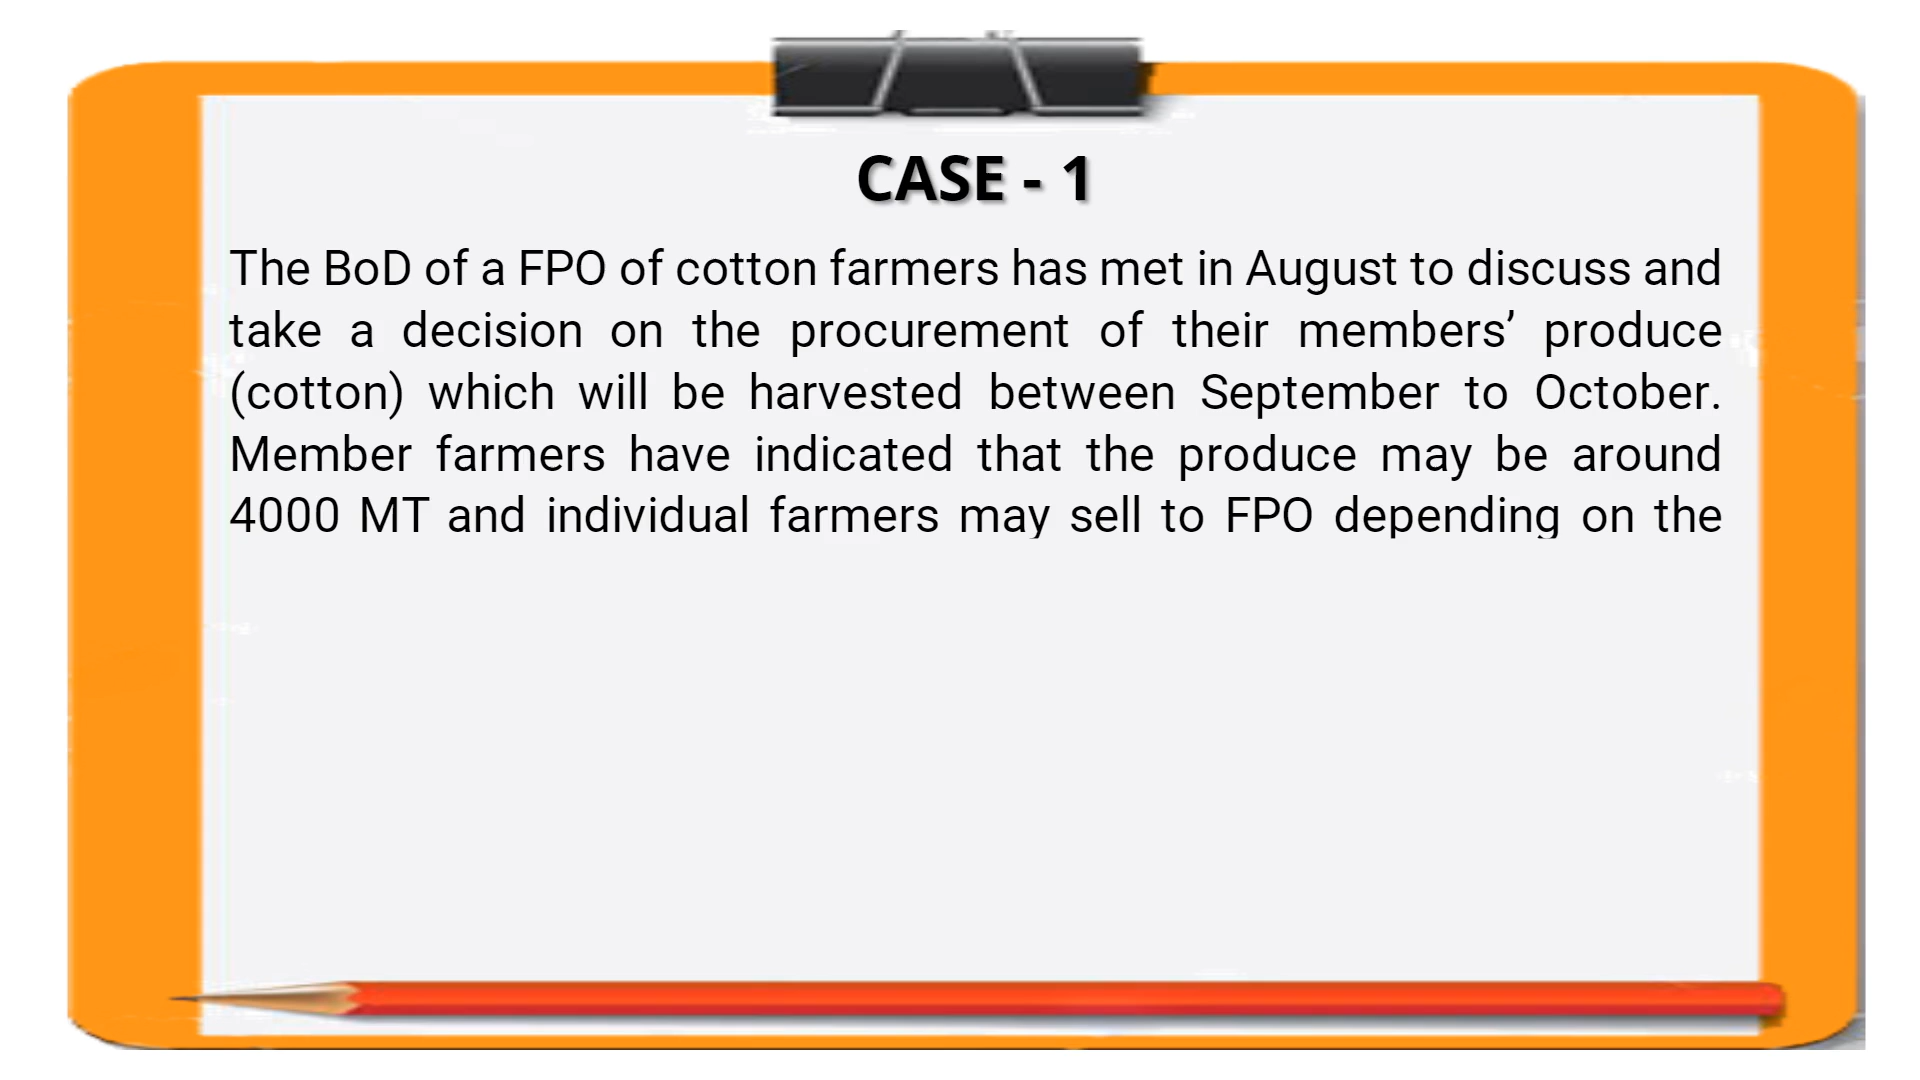 CASE - 1
The BoD of a FPO of cotton farmers has met in August to discuss and
take a decision on the procurement of their members’ produce
(cotton) which will be harvested between September to October.
Member farmers have indicated that the produce may be around
4000 MT and individual farmers may sell to FPO depending on the